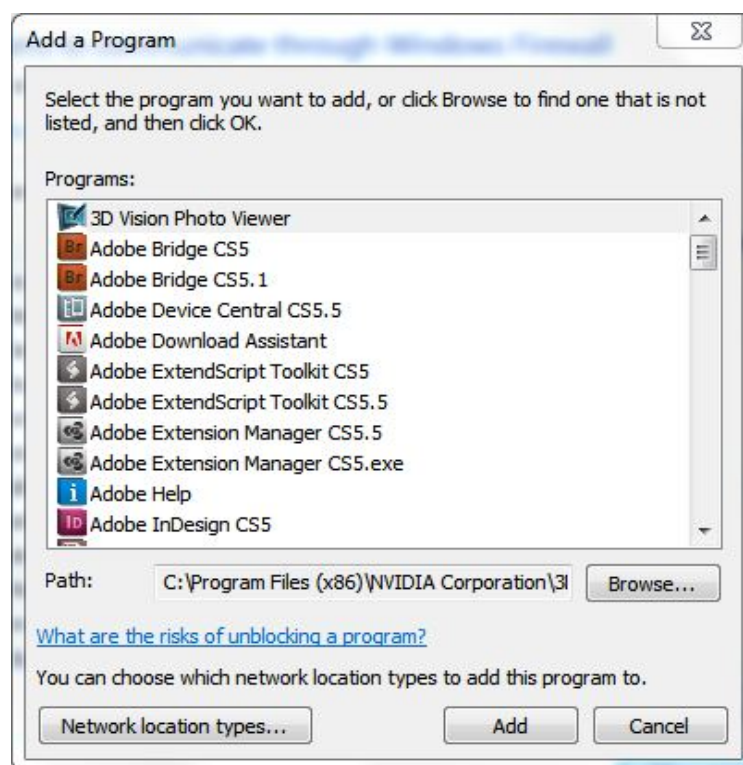 Add a Program
Select the program you want to add, or click Browse to find one that is not
listed, and then click OK.
Programs:
3D Vision Photo Viewer
Br Adobe Bridge CS5
Br Adobe Bridge CS5.1
Adobe Device Central CS5.5
Adobe Download Assistant
Adobe ExtendScript Toolkit CS5
Adobe ExtendScript Toolkit CS5.5
Adobe Extension Manager CS5.5
Adobe Extension Manager CS5.exe
i Adobe Help
ID Adobe InDesign CS5
Path: C:\Program Files (x86)\NVIDIA Corporation\3 Browse...
What are the risks of unblocking a program?
You can choose which network location types to add this program to.
Network location types... Add Cancel